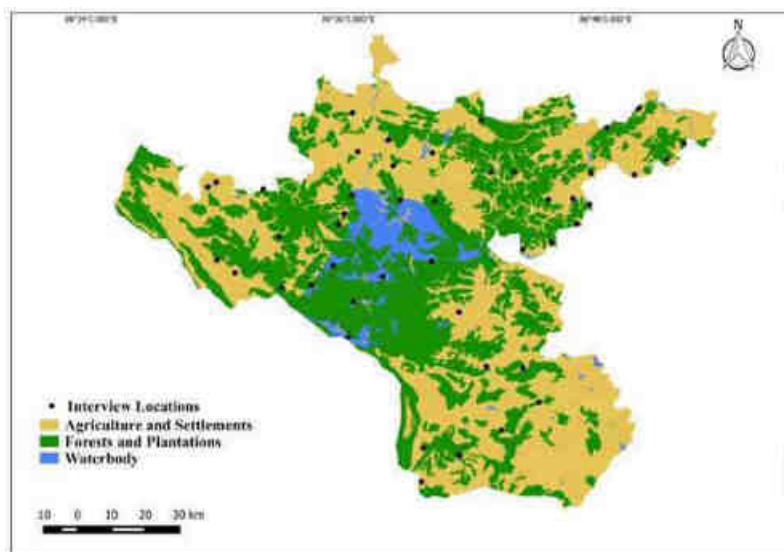 N
Interview Locations
Agriculture and Settlements
Forests and Plantations
Waterbody
10 0 10 20 30 km